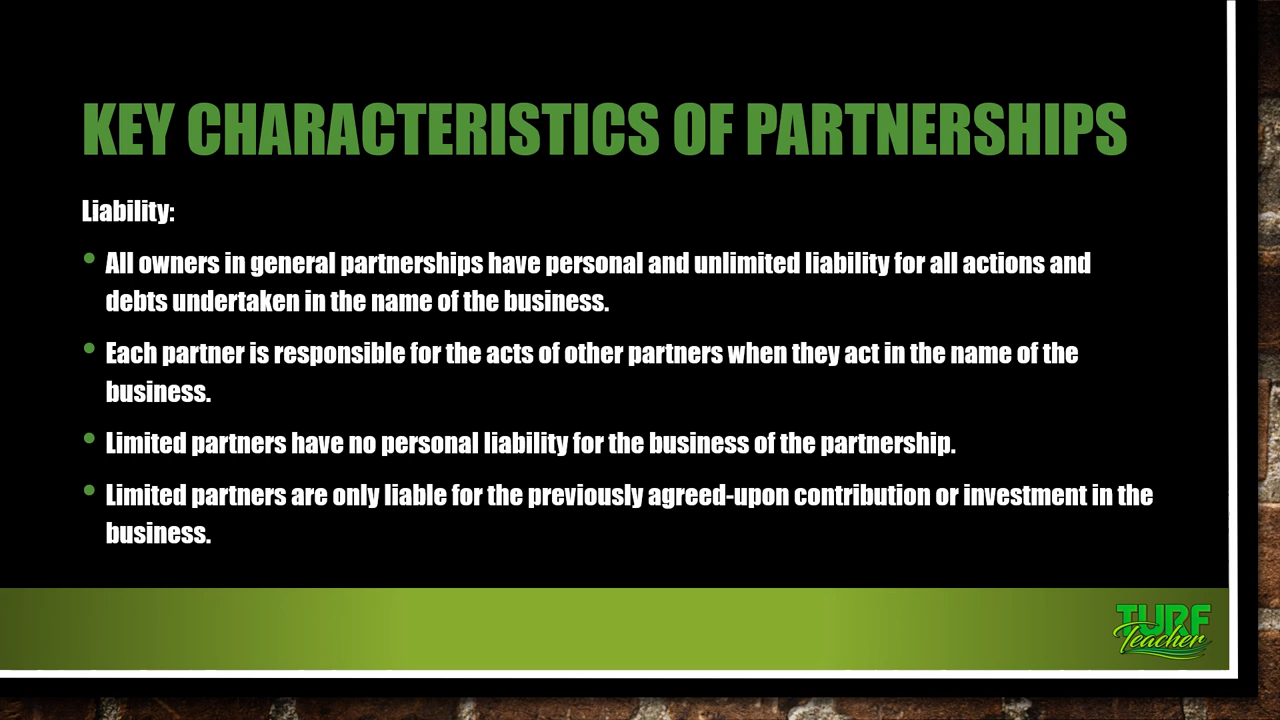 KEY CHARACTERISTICS OF PARTNERSHIPS
Liability:
• All owners in general partnerships have personal and unlimited liability for all actions and
debts undertaken in the name of the business.
• Each partner is responsible for the acts of other partners when they act in the name of the
business.
• Limited partners have no personal liability for the business of the partnership.
• Limited partners are only liable for the previously agreed-upon contribution or investment in the
business.
TURF
Teacher